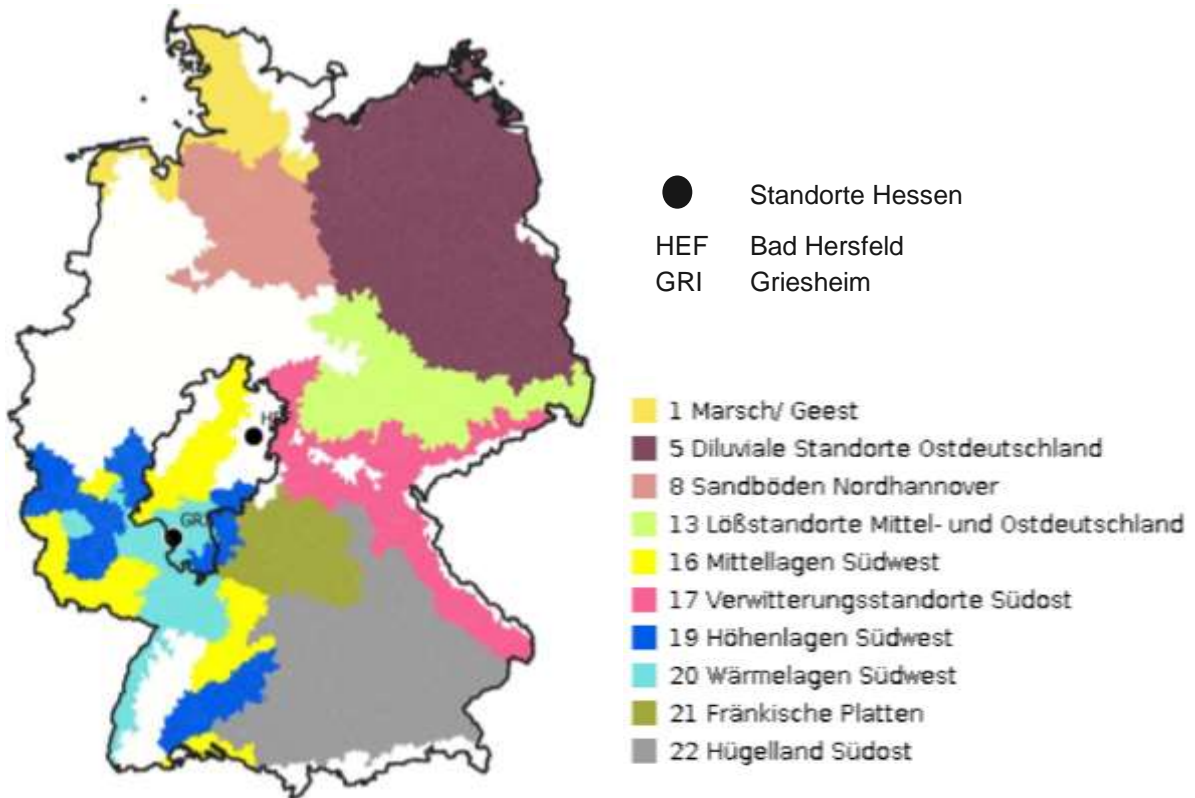 Standorte Hessen
HEF Bad Hersfeld
GRI Griesheim
1 Marsch/ Geest
5 Diluviale Standorte Ostdeutschland
8 Sandböden Nordhannover
13 Lößstandorte Mittel- und Ostdeutschland
16 Mittellagen Südwest
17 Verwitterungsstandorte Südost
19 Höhenlagen Südwest
20 Wärmelagen Südwest
21 Fränkische Platten
22 Hügelland Südost